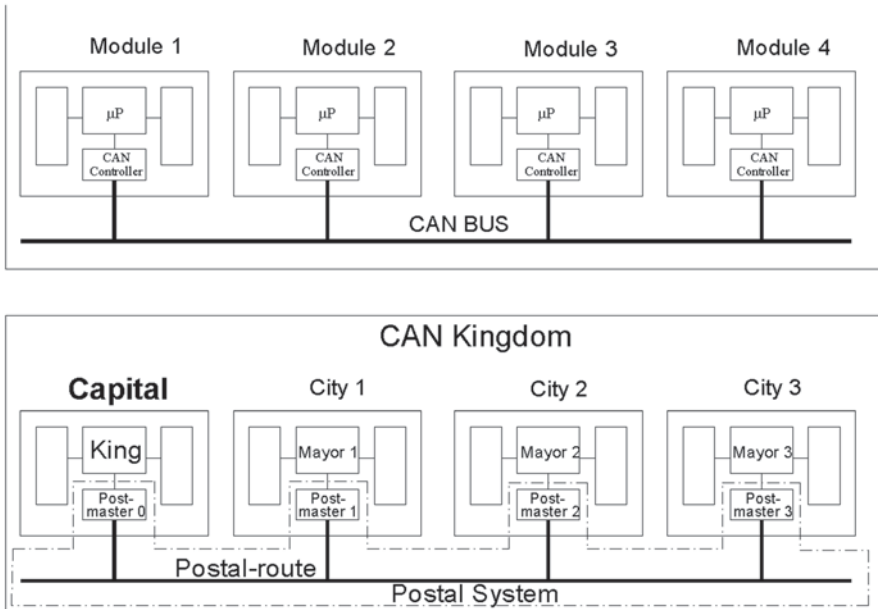 Module 1 Module 2 Module 3 Module 4
μP μP μP μP
CAN CAN CAN CAN
Controller Controller Controller Controller
CAN BUS
CAN Kingdom
Capital City 1 City 2 City 3
King Mayor 1 Mayor 2 Mayor 3
Post- Post- Post- Post-
master 0 master 1 master 2 master 3
Postal-route
Postal System